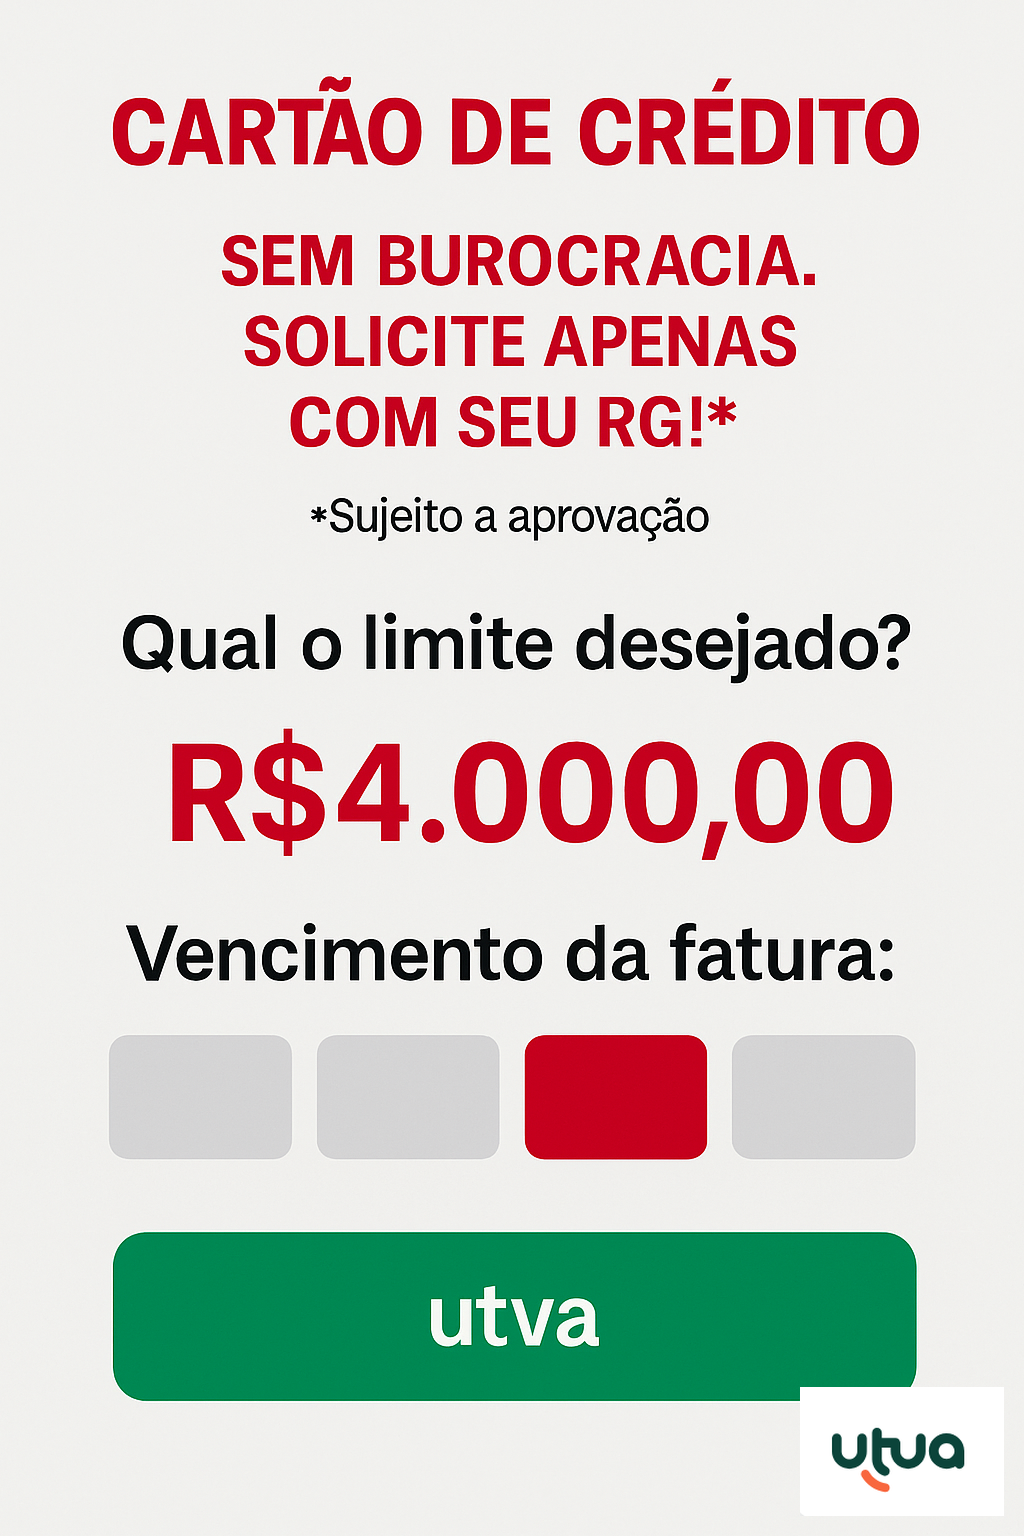 CARTÃO DE CRÉDITO
SEM BUROCRACIA.
SOLICITE APENAS
COM SEU RG!*
*Sujeito a aprovação
Qual o limite desejado?
R$4.000,00
Vencimento da fatura:
utva
utua